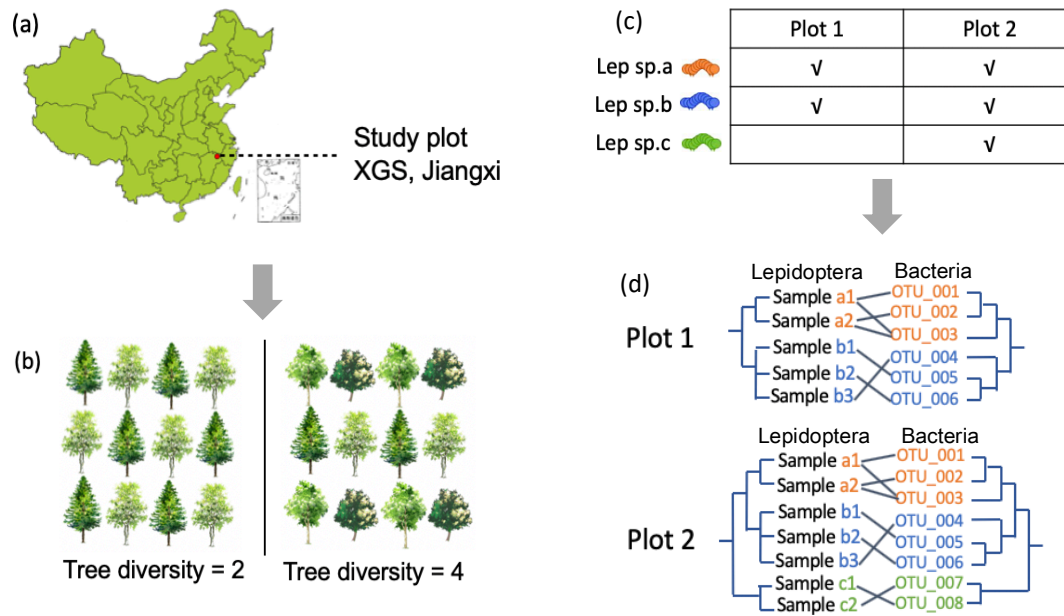 (a)
Study plot
XGS, Jiangxi
(b)
Tree diversity = 2
Tree diversity = 4
(c)
Plot 1 Plot 2
Lep sp.a √ √
Lep sp.b √ √
Lep sp.c √
(d)
Lepidoptera Bacteria
Plot 1
Sample a1 OTU_001
Sample a2 OTU_002
OTU_003
Sample b1 OTU_004
Sample b2 OTU_005
Sample b3 OTU_006
Lepidoptera Bacteria
Plot 2
Sample a1 OTU_001
Sample a2 OTU_002
OTU_003
Sample b1 OTU_004
Sample b2 OTU_005
Sample b3 OTU_006
Sample c1 OTU_007
Sample c2 OTU_008